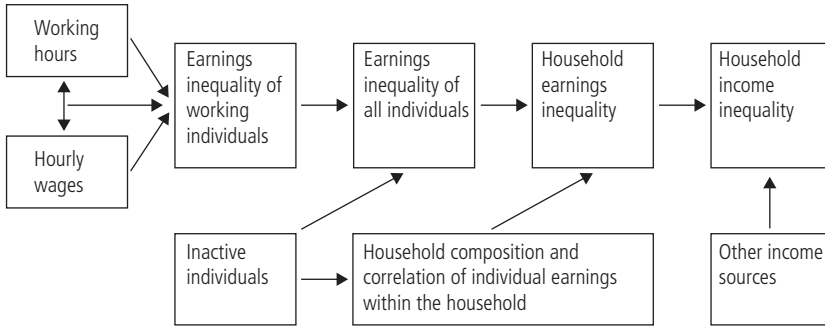 Working
hours
Hourly
wages
Earnings
inequality of
working
individuals
Earnings
inequality of
all individuals
Household
earnings
inequality
Household
income
inequality
Inactive
individuals
Household composition and
correlation of individual earnings
within the household
Other income
sources